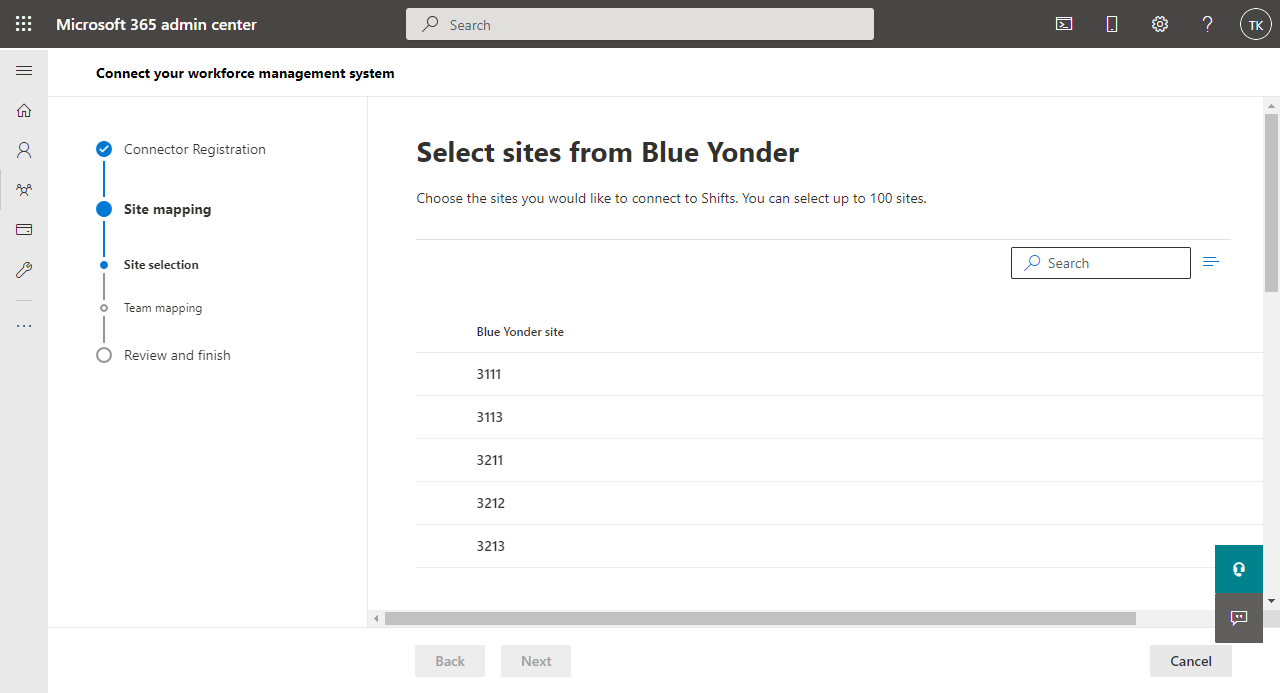 Microsoft 365 admin center
Search
TK
Connect your workforce management system
Connector Registration
Site mapping
Site selection
Team mapping
Review and finish
Select sites from Blue Yonder
Choose the sites you would like to connect to Shifts. You can select up to 100 sites.
Search
Blue Yonder site
3111
3113
3211
3212
3213
Back
Next
Cancel